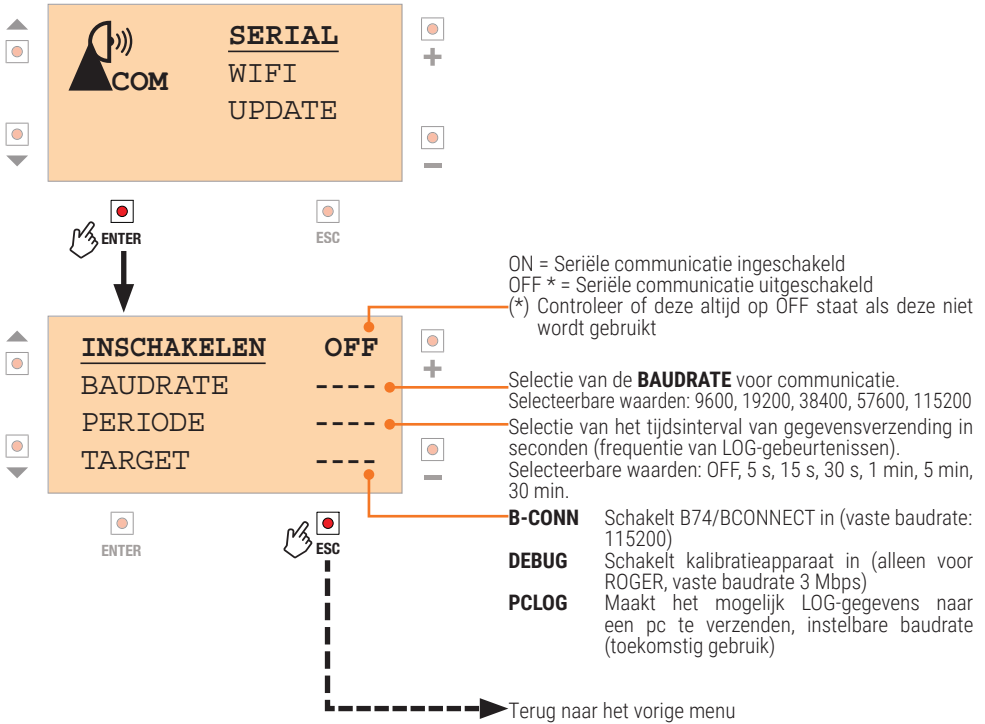 SERIAL
COM
WIFI
UPDATE
+
−
ENTER
ESC
ON = Seriële communicatie ingeschakeld
OFF * = Seriële communicatie uitgeschakeld
(*) Controleer of deze altijd op OFF staat als deze niet
wordt gebruikt
INSCHAKELEN OFF
BAUDRATE ----
PERIODE ----
TARGET ----
+
−
Selectie van de BAUDRATE voor communicatie.
Selecteerbare waarden: 9600, 19200, 38400, 57600, 115200
Selectie van het tijdsinterval van gegevensverzending in
seconden (frequentie van LOG-gebeurtenissen).
Selecteerbare waarden: OFF, 5 s, 15 s, 30 s, 1 min, 5 min,
30 min.
B-CONN Schakelt B74/BCONNECT in (vaste baudrate:
115200)
DEBUG Schakelt kalibratieapparaat in (alleen voor
ROGER, vaste baudrate 3 Mbps)
PCLOG Maakt het mogelijk LOG-gegevens naar
een pc te verzenden, instelbare baudrate
(toekomstig gebruik)
ENTER
ESC
Terug naar het vorige menu